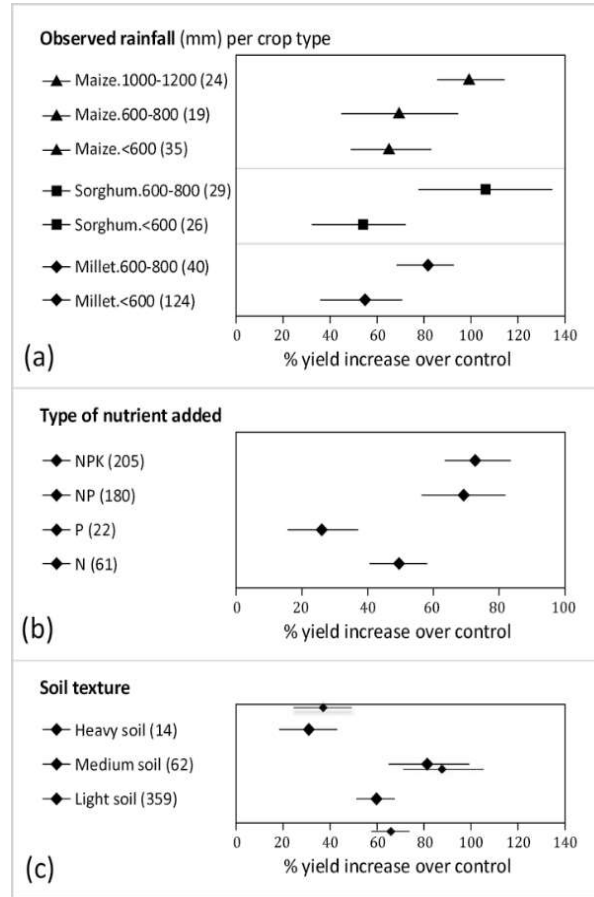 Observed rainfall (mm) per crop type
Maize.1000-1200 (24)
Maize.600-800 (19)
Maize.<600 (35)
Sorghum.600-800 (29)
Sorghum.<600 (26)
Millet.600-800 (40)
Millet.<600 (124)
0 20 40 60 80 100 120 140
(a) % yield increase over control
Type of nutrient added
NPK (205)
NP (180)
P (22)
N (61)
0 20 40 60 80 100
(b) % yield increase over control
Soil texture
Heavy soil (14)
Medium soil (62)
Light soil (359)
0 20 40 60 80 100 120 140
(c) % yield increase over control